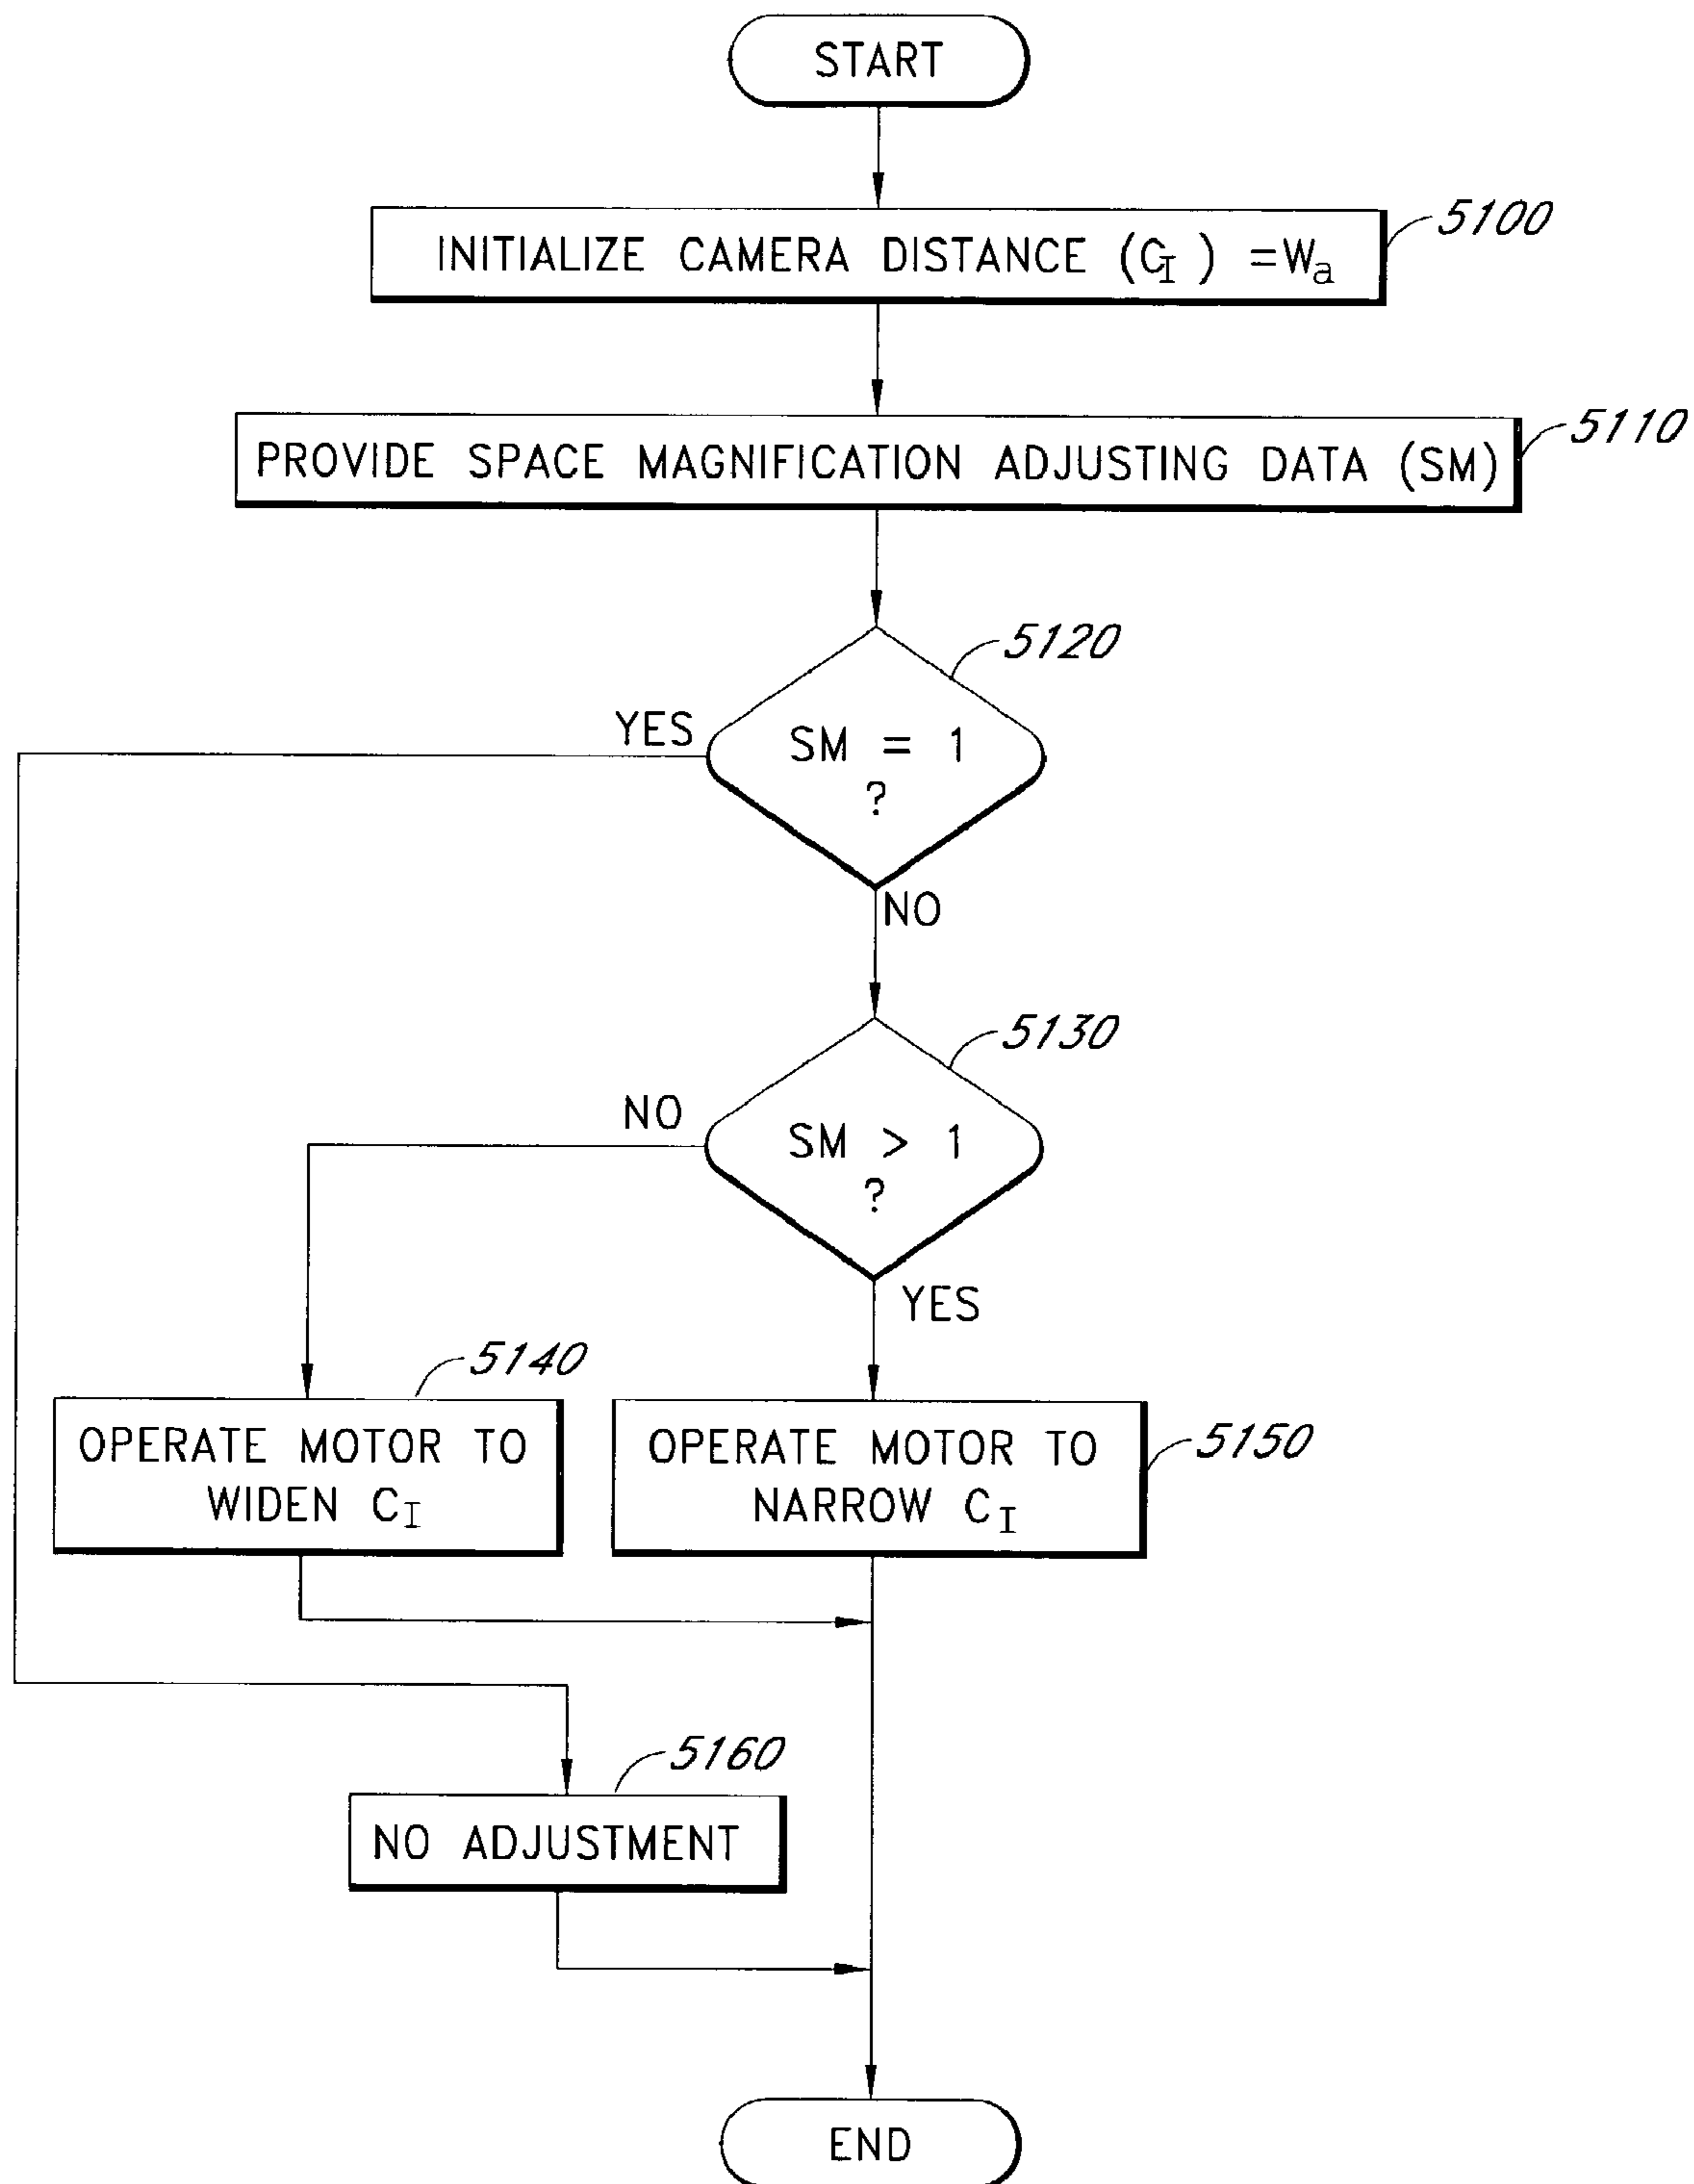 START
INITIALIZE CAMERA DISTANCE (CI) =Wa
5100
PROVIDE SPACE MAGNIFICATION ADJUSTING DATA (SM)
5110
5120
YES
SM = 1
?
NO
5130
NO
SM > 1
?
YES
5140
OPERATE MOTOR TO
WIDEN CI
OPERATE MOTOR TO
NARROW CI
5150
5160
NO ADJUSTMENT
END